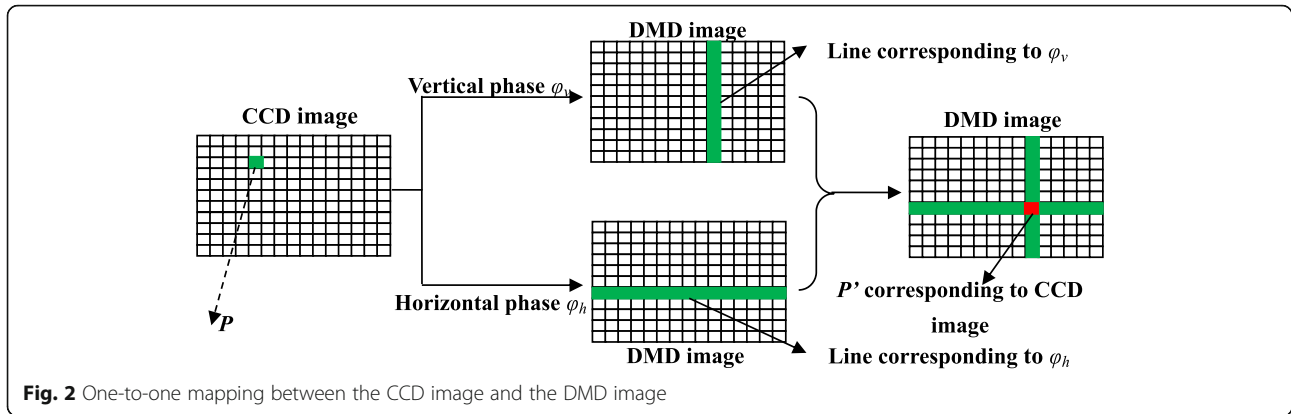 DMD image
Line corresponding to φv
Vertical phase φv
CCD image
DMD image
P
Horizontal phase φh
P’ corresponding to CCD
image
DMD image
Line corresponding to φh
Fig. 2 One-to-one mapping between the CCD image and the DMD image